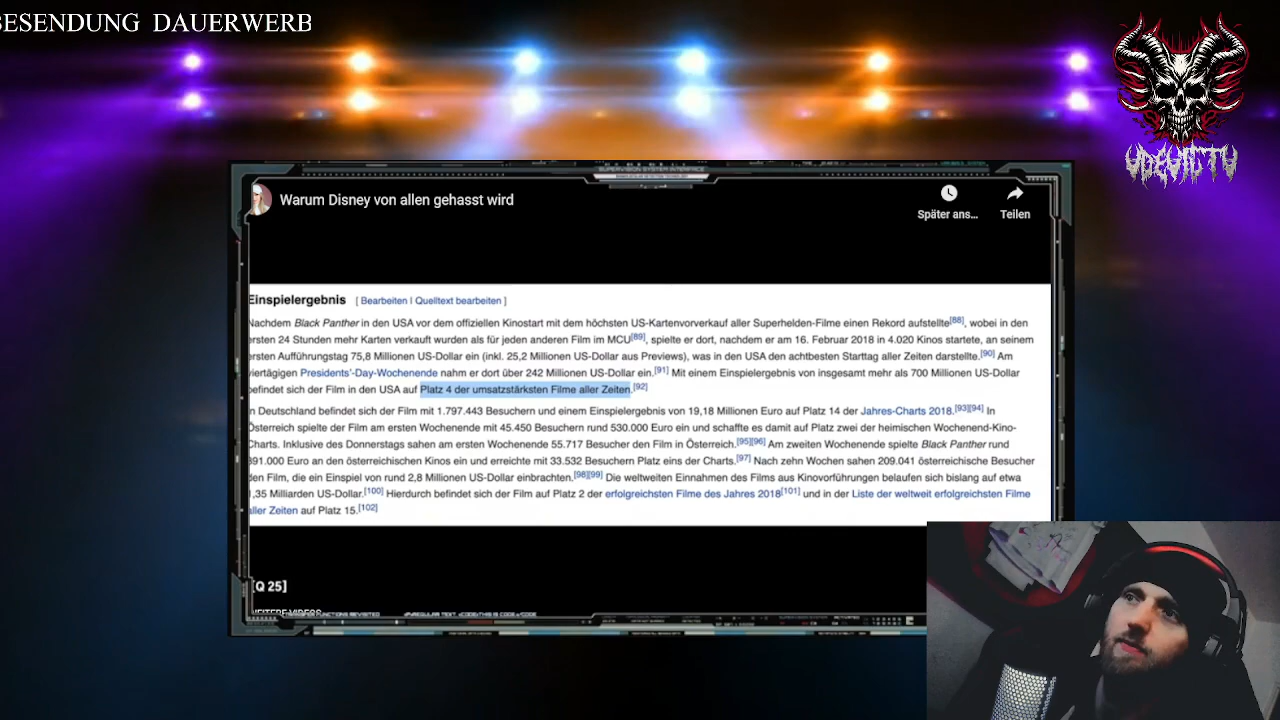 BESENDUNG DAUERWERB
VDEVICTV
SUPERVISION SYSTEM INTERFACE
Warum Disney von allen gehasst wird
Später ans...
Teilen
Einspielergebnis [ Bearbeiten | Quelltext bearbeiten ]
Nachdem Black Panther in den USA vor dem offiziellen Kinostart mit dem höchsten US-Kartenvorverkauf aller Superhelden-Filme einen Rekord aufstellte[88], wobei in den
ersten 24 Stunden mehr Karten verkauft wurden als für jeden anderen Film im MCU[89], spielte er dort, nachdem er am 16. Februar 2018 in 4.020 Kinos startete, an seinem
ersten Aufführungstag 75,8 Millionen US-Dollar ein (inkl. 25,2 Millionen US-Dollar aus Previews), was in den USA den achtbesten Starttag aller Zeiten darstellte.[90] Am
viertägigen Presidents'-Day-Wochenende nahm er dort über 242 Millionen US-Dollar ein.[91] Mit einem Einspielergebnis von insgesamt mehr als 700 Millionen US-Dollar
befindet sich der Film in den USA auf Platz 4 der umsatzstärksten Filme aller Zeiten.[92]
In Deutschland befindet sich der Film mit 1.797.443 Besuchern und einem Einspielergebnis von 19,18 Millionen Euro auf Platz 14 der Jahres-Charts 2018.[93][94] In
Österreich spielte der Film am ersten Wochenende mit 45.450 Besuchern rund 530.000 Euro ein und schaffte es damit auf Platz zwei der heimischen Wochenend-Kino-
Charts. Inklusive des Donnerstags sahen am ersten Wochenende 55.717 Besucher den Film in Österreich.[95][96] Am zweiten Wochenende spielte Black Panther rund
391.000 Euro an den österreichischen Kinos ein und erreichte mit 33.532 Besuchern Platz eins der Charts.[97] Nach zehn Wochen sahen 209.041 österreichische Besucher
den Film, die ein Einspiel von rund 2,8 Millionen US-Dollar einbrachten.[98][99] Die weltweiten Einnahmen des Films aus Kinovorführungen belaufen sich bislang auf etwa
1,35 Milliarden US-Dollar.[100] Hierdurch befindet sich der Film auf Platz 2 der erfolgreichsten Filme des Jahres 2018[101] und in der Liste der weltweit erfolgreichsten Filme
aller Zeiten auf Platz 15.[102]
[Q 25]
WEITERE VIDEOS